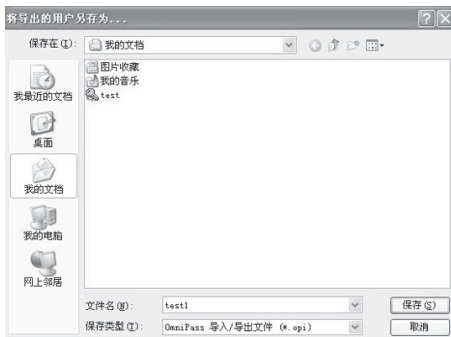 将导出的用户另存为...
保存在(I): 我的文档
图片收藏
我的音乐
test
我最近的文档
桌面
我的文档
我的电脑
网上邻居
文件名(N): test1 保存(S)
保存类型(T): OmniPass 导入/导出文件 (*.opi) 取消